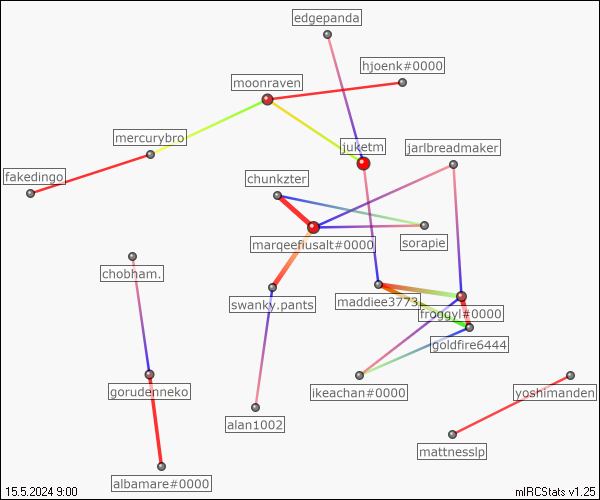 edgepanda
hjoenk#0000
moonraven
mercurybro
juketm
jarlbreadmaker
fakedingo
chunkzter
marqeefiusalt#0000
sorapie
chobham.
swanky.pants
maddiee3773
froggyl#0000
goldfire6444
gorudenneko
ikeachan#0000
yoshimanden
alan1002
mattnesslp
albamare#0000
15.5.2024 9:00
mIRCStats v1.25